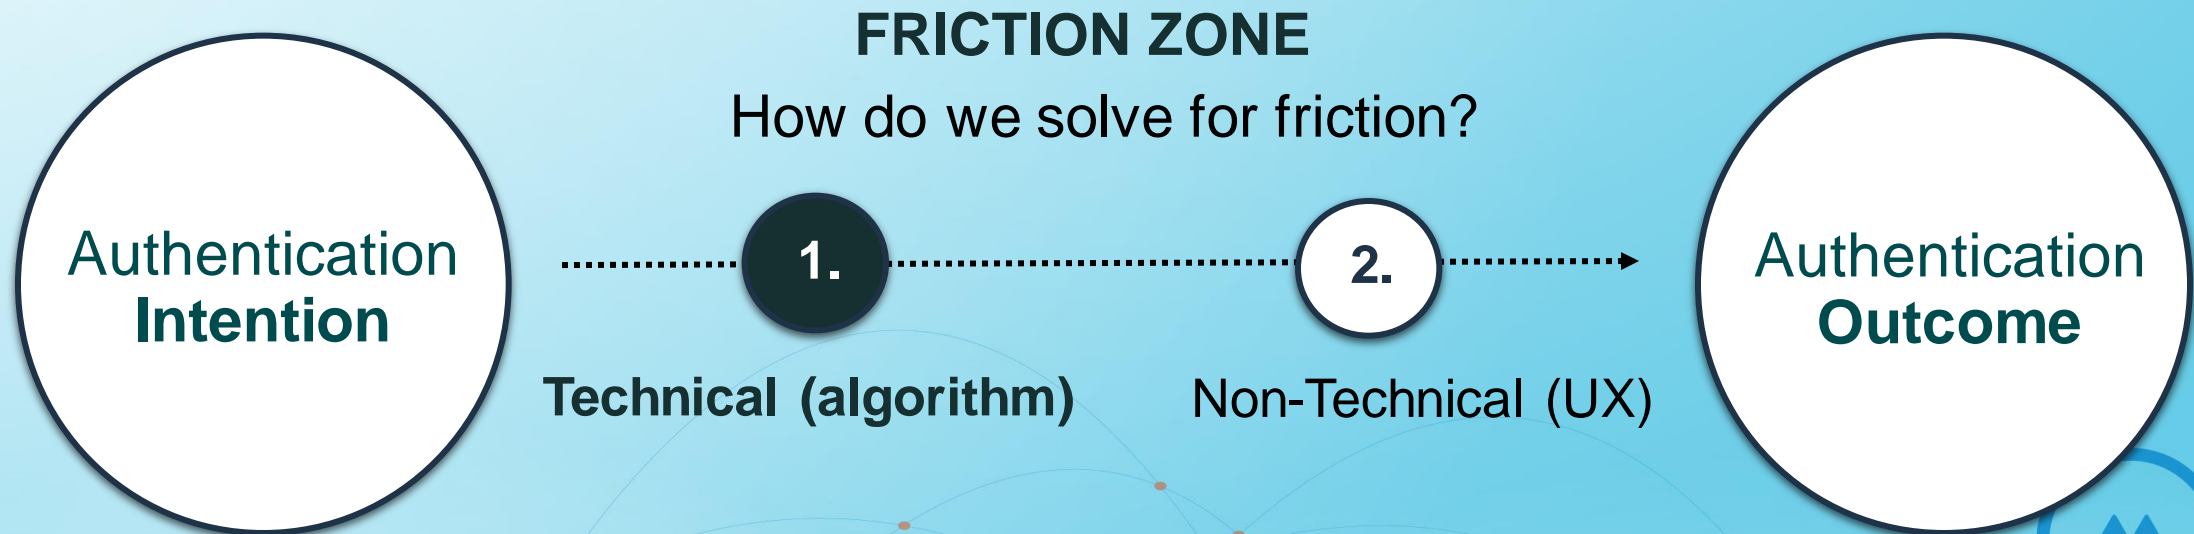 FRICTION ZONE
How do we solve for friction?
Authentication
Intention
1.
2.
Authentication
Outcome
Technical (algorithm)
Non-Technical (UX)